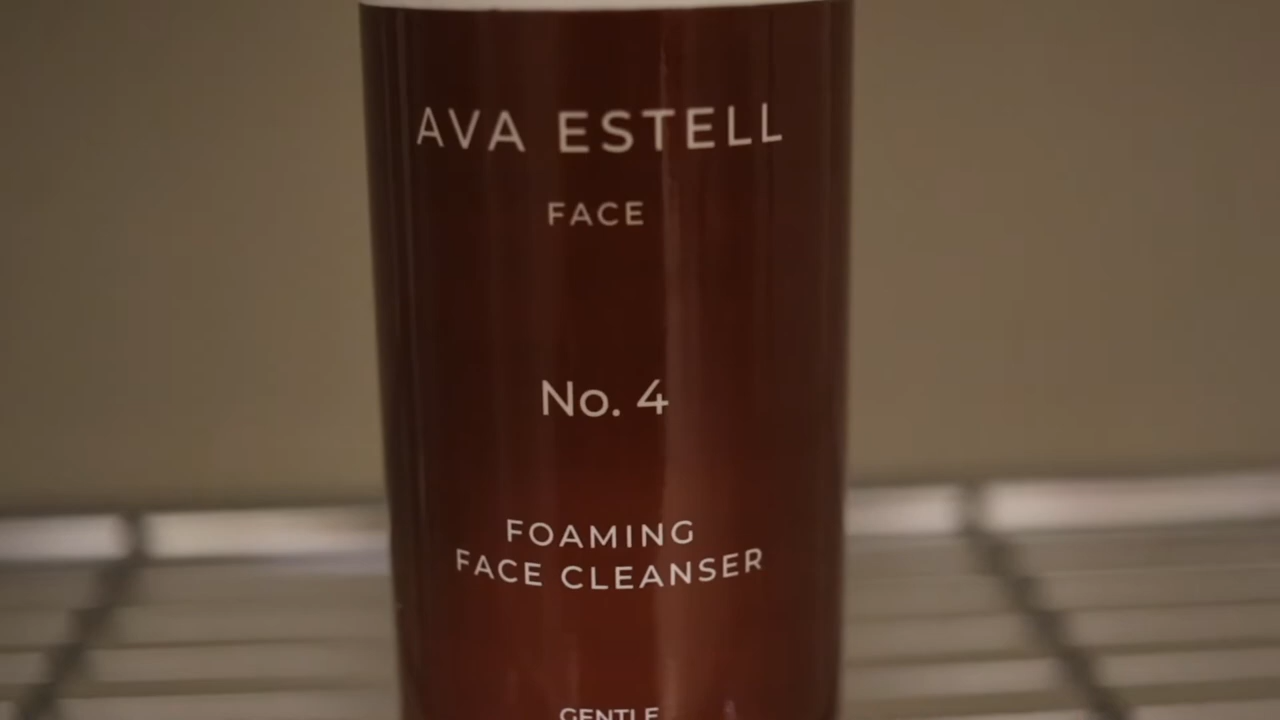 AVA ESTELL
FACE
No. 4
FOAMING
FACE CLEANSER
GENTLE